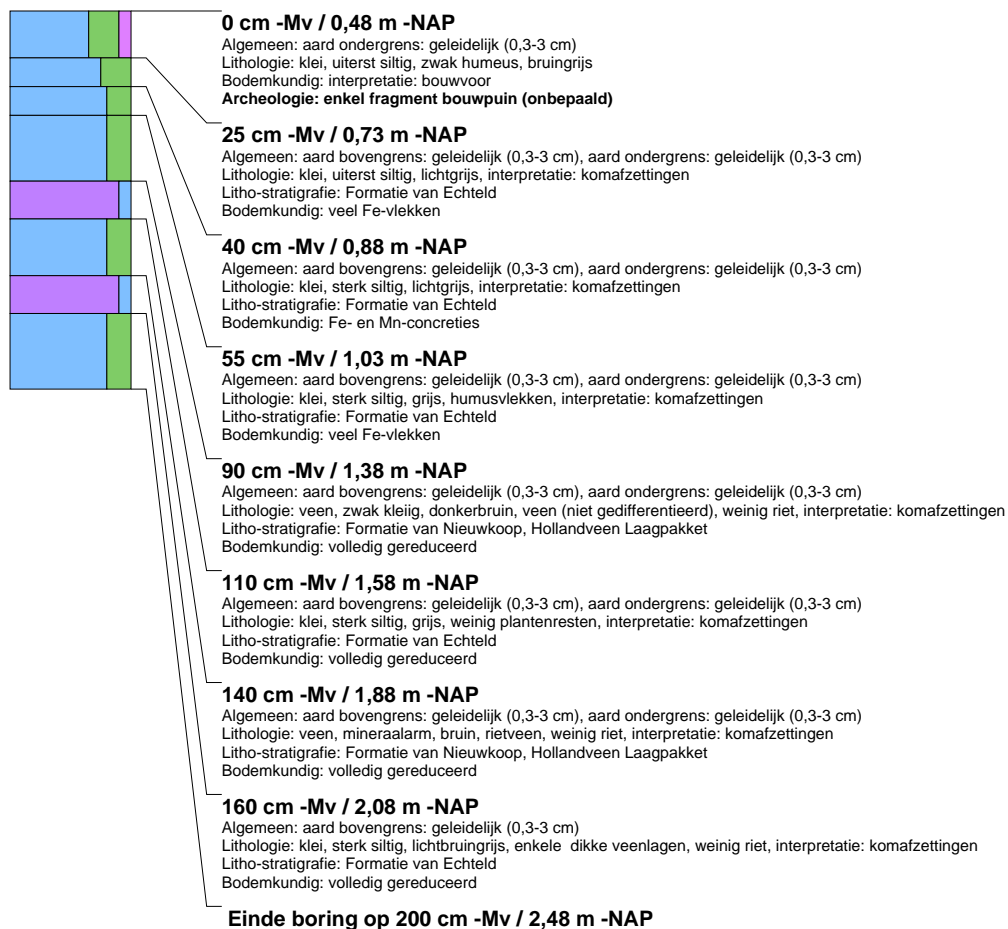 0 cm -Mv / 0,48 m -NAP
Algemeen: aard ondergrens: geleidelijk (0,3-3 cm)
Lithologie: klei, uiterst siltig, zwak humeus, bruingrijs
Bodemkundig: interpretatie: bouwvoor
Archeologie: enkel fragment bouwpuin (onbepaald)
25 cm -Mv / 0,73 m -NAP
Algemeen: aard bovengrens: geleidelijk (0,3-3 cm), aard ondergrens: geleidelijk (0,3-3 cm)
Lithologie: klei, uiterst siltig, lichtgrijs, interpretatie: komafzettingen
Litho-stratigrafie: Formatie van Echteld
Bodemkundig: veel Fe-vlekken
40 cm -Mv / 0,88 m -NAP
Algemeen: aard bovengrens: geleidelijk (0,3-3 cm), aard ondergrens: geleidelijk (0,3-3 cm)
Lithologie: klei, sterk siltig, lichtgrijs, interpretatie: komafzettingen
Litho-stratigrafie: Formatie van Echteld
Bodemkundig: Fe- en Mn-concreties
55 cm -Mv / 1,03 m -NAP
Algemeen: aard bovengrens: geleidelijk (0,3-3 cm), aard ondergrens: geleidelijk (0,3-3 cm)
Lithologie: klei, sterk siltig, grijs, humusvlekken, interpretatie: komafzettingen
Litho-stratigrafie: Formatie van Echteld
Bodemkundig: veel Fe-vlekken
90 cm -Mv / 1,38 m -NAP
Algemeen: aard bovengrens: geleidelijk (0,3-3 cm), aard ondergrens: geleidelijk (0,3-3 cm)
Lithologie: veen, zwak kleiig, donkerbruin, veen (niet gedifferentieerd), weinig riet, interpretatie: komafzettingen
Litho-stratigrafie: Formatie van Nieuwkoop, Hollandveen Laagpakket
Bodemkundig: volledig gereduceerd
110 cm -Mv / 1,58 m -NAP
Algemeen: aard bovengrens: geleidelijk (0,3-3 cm), aard ondergrens: geleidelijk (0,3-3 cm)
Lithologie: klei, sterk siltig, grijs, weinig plantenresten, interpretatie: komafzettingen
Litho-stratigrafie: Formatie van Echteld
Bodemkundig: volledig gereduceerd
140 cm -Mv / 1,88 m -NAP
Algemeen: aard bovengrens: geleidelijk (0,3-3 cm), aard ondergrens: geleidelijk (0,3-3 cm)
Lithologie: veen, mineraalarm, bruin, rietveen, weinig riet, interpretatie: komafzettingen
Litho-stratigrafie: Formatie van Nieuwkoop, Hollandveen Laagpakket
Bodemkundig: volledig gereduceerd
160 cm -Mv / 2,08 m -NAP
Algemeen: aard bovengrens: geleidelijk (0,3-3 cm)
Lithologie: klei, sterk siltig, lichtbruingrijs, enkele  dikke veenlagen, weinig riet, interpretatie: komafzettingen
Litho-stratigrafie: Formatie van Echteld
Bodemkundig: volledig gereduceerd
Einde boring op 200 cm -Mv / 2,48 m -NAP